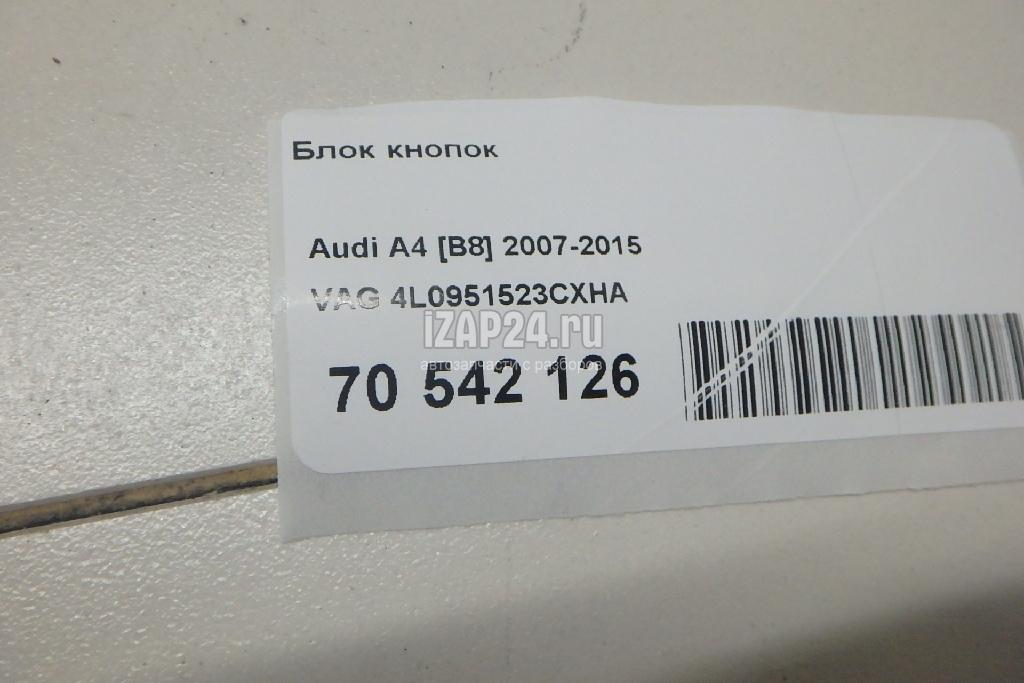 Блок кнопок
Audi A4 [B8] 2007-2015
VAG 4L0951523CXHA
iZAP24.ru
автозапчасти с разборов
70 542 126